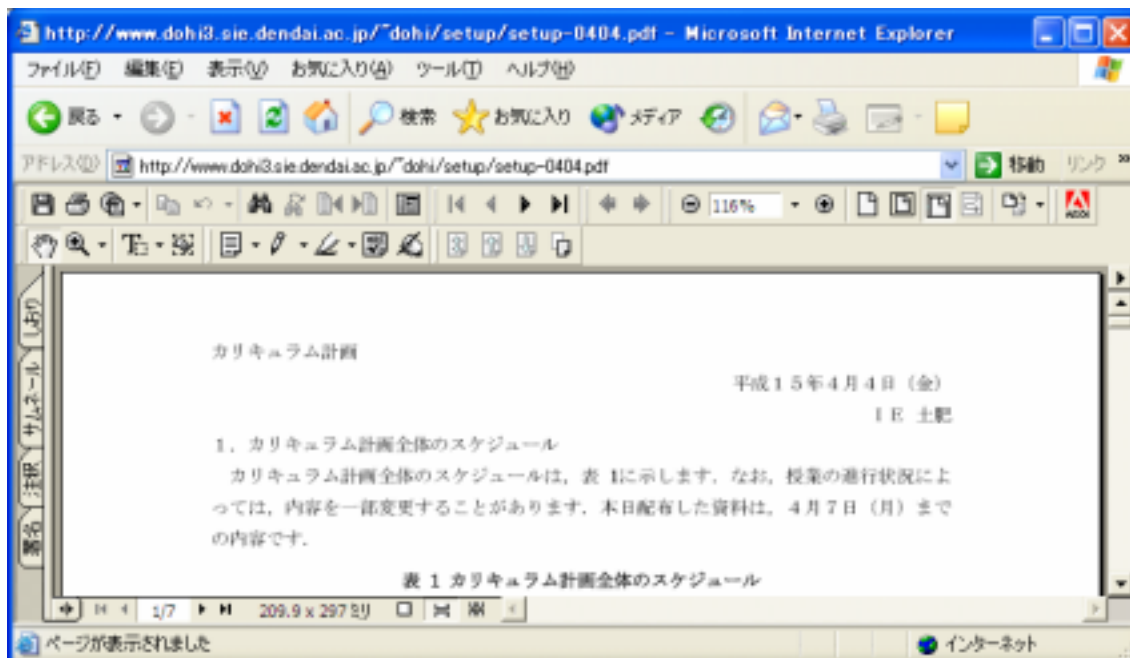 http://www.dohi3.sie.dendai.ac.jp/~dohi/setup/setup-0404.pdf - Microsoft Internet Explorer
ファイル(F) 編集(E) 表示(V) お気に入り(A) ツール(T) ヘルプ(H)
戻る 検索 お気に入り メディア
アドレス(D) http://www.dohi3.sie.dendai.ac.jp/~dohi/setup/setup-0404.pdf 移動 リンク »
116%
しおり
サムネール
注釈
署名
カリキュラム計画
平成15年4月4日（金）
IE 土肥
1．カリキュラム計画全体のスケジュール
カリキュラム計画全体のスケジュールは，表 1に示します．なお，授業の進行状況によ
っては，内容を一部変更することがあります．本日配布した資料は，4月7日（月）まで
の内容です．
表 1 カリキュラム計画全体のスケジュール
1/7 209.9 x 297 ミリ
ページが表示されました インターネット